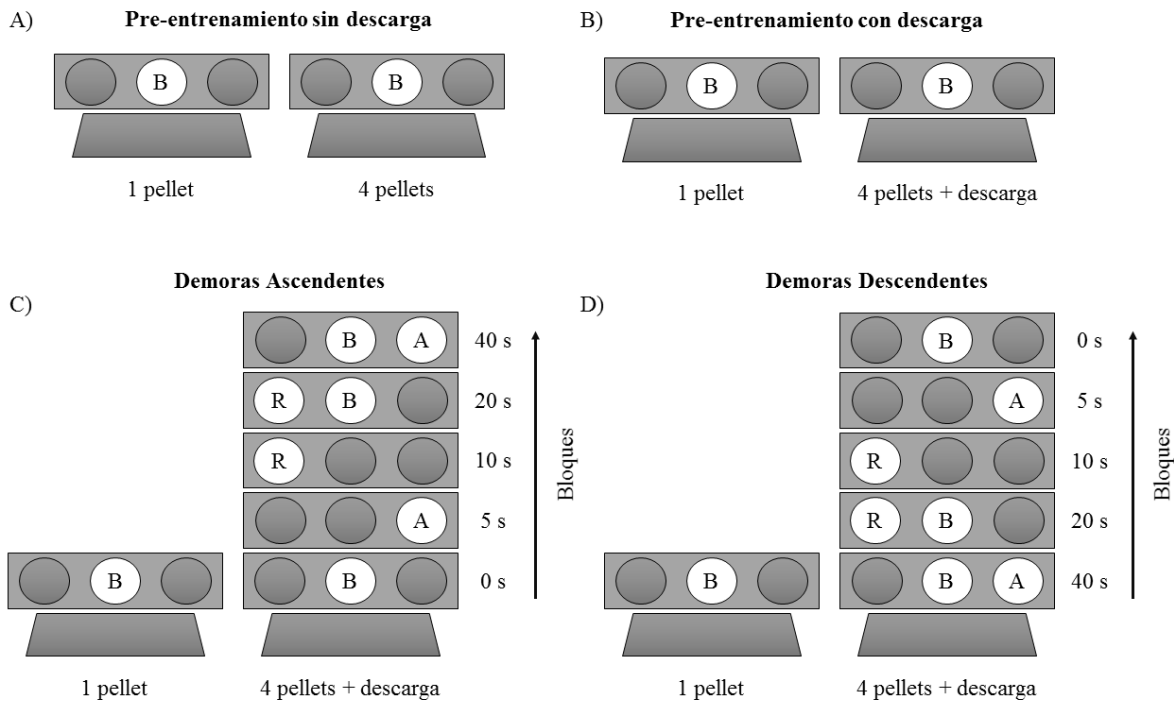 A)
Pre-entrenamiento sin descarga
B
B
1 pellet
4 pellets
B)
Pre-entrenamiento con descarga
B
B
1 pellet
4 pellets + descarga
C)
Demoras Ascendentes
B A 40 s
R B 20 s
R 10 s
A 5 s
B
B 0 s
Bloques
1 pellet
4 pellets + descarga
D)
Demoras Descendentes
B 0 s
A 5 s
R 10 s
R B 20 s
B
B A 40 s
Bloques
1 pellet
4 pellets + descarga